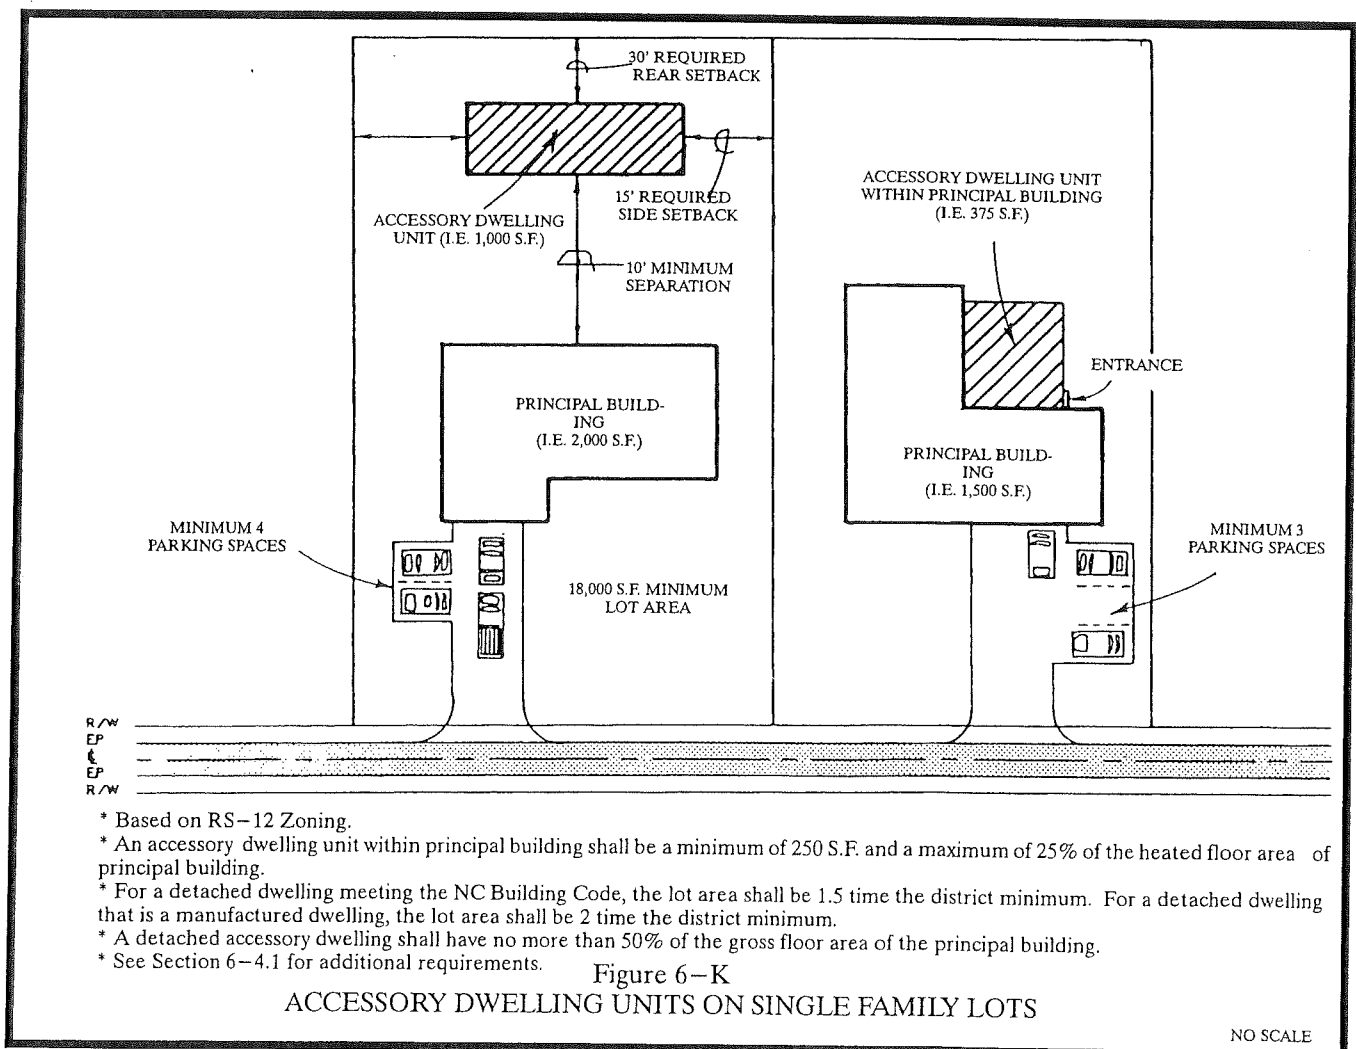 30' REQUIRED
REAR SETBACK
15' REQUIRED
SIDE SETBACK
ACCESSORY DWELLING
UNIT (I.E. 1,000 S.F.)
10' MINIMUM
SEPARATION
PRINCIPAL BUILD-
ING
(I.E. 2,000 S.F.)
MINIMUM 4
PARKING SPACES
18,000 S.F. MINIMUM
LOT AREA
ACCESSORY DWELLING UNIT
WITHIN PRINCIPAL BUILDING
(I.E. 375 S.F.)
ENTRANCE
PRINCIPAL BUILD-
ING
(I.E. 1,500 S.F.)
MINIMUM 3
PARKING SPACES
R/W
EP
℄
EP
R/W
* Based on RS-12 Zoning.
* An accessory dwelling unit within principal building shall be a minimum of 250 S.F. and a maximum of 25% of the heated floor area of
principal building.
* For a detached dwelling meeting the NC Building Code, the lot area shall be 1.5 time the district minimum. For a detached dwelling
that is a manufactured dwelling, the lot area shall be 2 time the district minimum.
* A detached accessory dwelling shall have no more than 50% of the gross floor area of the principal building.
* See Section 6-4.1 for additional requirements.
Figure 6-K
ACCESSORY DWELLING UNITS ON SINGLE FAMILY LOTS
NO SCALE